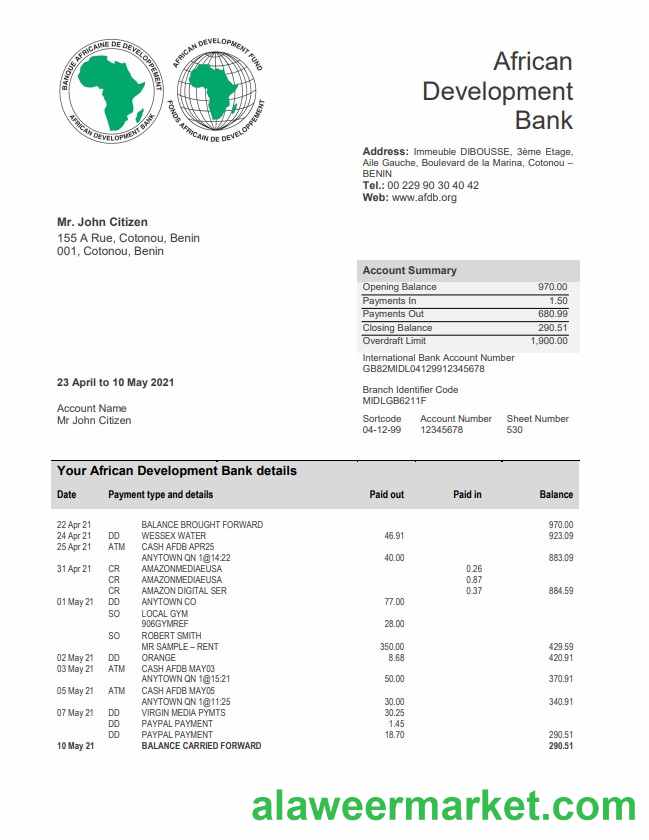 BANQUE AFRICAINE DE DEVELOPPEMENT
AFRICAN DEVELOPMENT BANK
AFRICAN DEVELOPMENT FUND
FONDS AFRICAIN DE DEVELOPPEMENT
African
Development
Bank
Address: Immeuble DIBOUSSE, 3ème Etage,
Aile Gauche, Boulevard de la Marina, Cotonou –
BENIN
Tel.: 00 229 90 30 40 42
Web: www.afdb.org
Mr. John Citizen
155 A Rue, Cotonou, Benin
001, Cotonou, Benin
Account Summary
Opening Balance 970.00
Payments In 1.50
Payments Out 680.99
Closing Balance 290.51
Overdraft Limit 1,900.00
International Bank Account Number
GB82MIDL04129912345678
23 April to 10 May 2021
Branch Identifier Code
MIDLGB6211F
Account Name
Mr John Citizen
Sortcode Account Number Sheet Number
04-12-99 12345678 530
Your African Development Bank details
Date Payment type and details Paid out Paid in Balance
22 Apr 21 BALANCE BROUGHT FORWARD 970.00
24 Apr 21 DD WESSEX WATER 46.91 923.09
25 Apr 21 ATM CASH AFDB APR25
ANYTOWN QN 1@14:22 40.00 883.09
31 Apr 21 CR AMAZONMEDIAEUSA 0.26
CR AMAZONMEDIAEUSA 0.87
CR AMAZON DIGITAL SER 0.37 884.59
01 May 21 DD ANYTOWN CO 77.00
SO LOCAL GYM
906GYMREF 28.00
SO ROBERT SMITH
MR SAMPLE – RENT 350.00 429.59
02 May 21 DD ORANGE 8.68 420.91
03 May 21 ATM CASH AFDB MAY03
ANYTOWN QN 1@15:21 50.00 370.91
05 May 21 ATM CASH AFDB MAY05
ANYTOWN QN 1@11:25 30.00 340.91
07 May 21 DD VIRGIN MEDIA PYMTS 30.25
DD PAYPAL PAYMENT 1.45
DD PAYPAL PAYMENT 18.70 290.51
10 May 21 BALANCE CARRIED FORWARD 290.51
alaweermarket.com